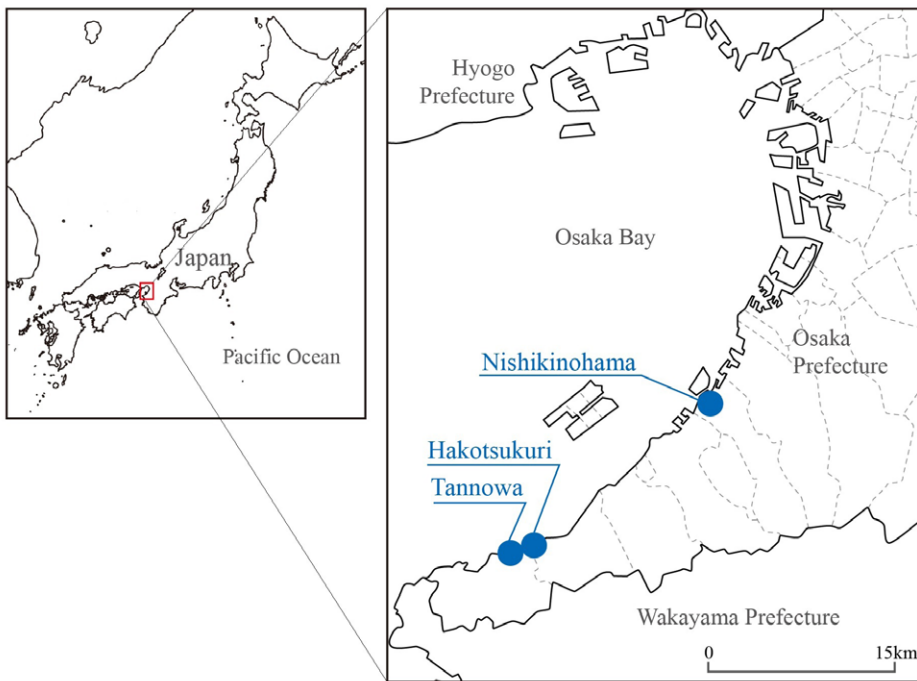 Japan
Pacific Ocean
Hyogo
Prefecture
Osaka Bay
Osaka
Prefecture
Nishikinohama
Hakotsukuri
Tannowa
Wakayama Prefecture
0 15km